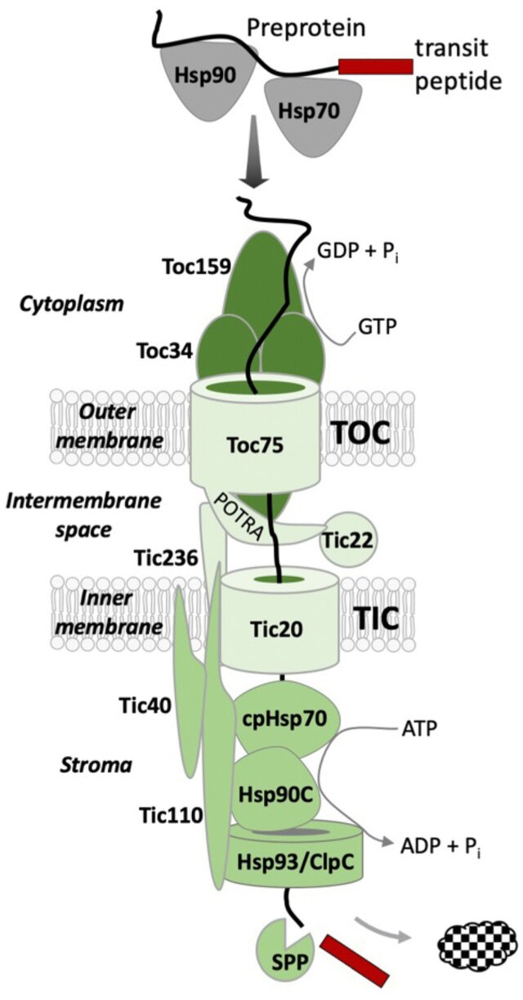 Preprotein
transit
peptide
Hsp90
Hsp70
Toc159
GDP + Pi
Cytoplasm
GTP
Toc34
Outer
membrane
Toc75
TOC
Intermembrane
space
POTRA
Tic22
Tic236
Inner
membrane
Tic20
TIC
Tic40
cpHsp70
ATP
Stroma
Hsp90C
Tic110
ADP + Pi
Hsp93/ClpC
SPP